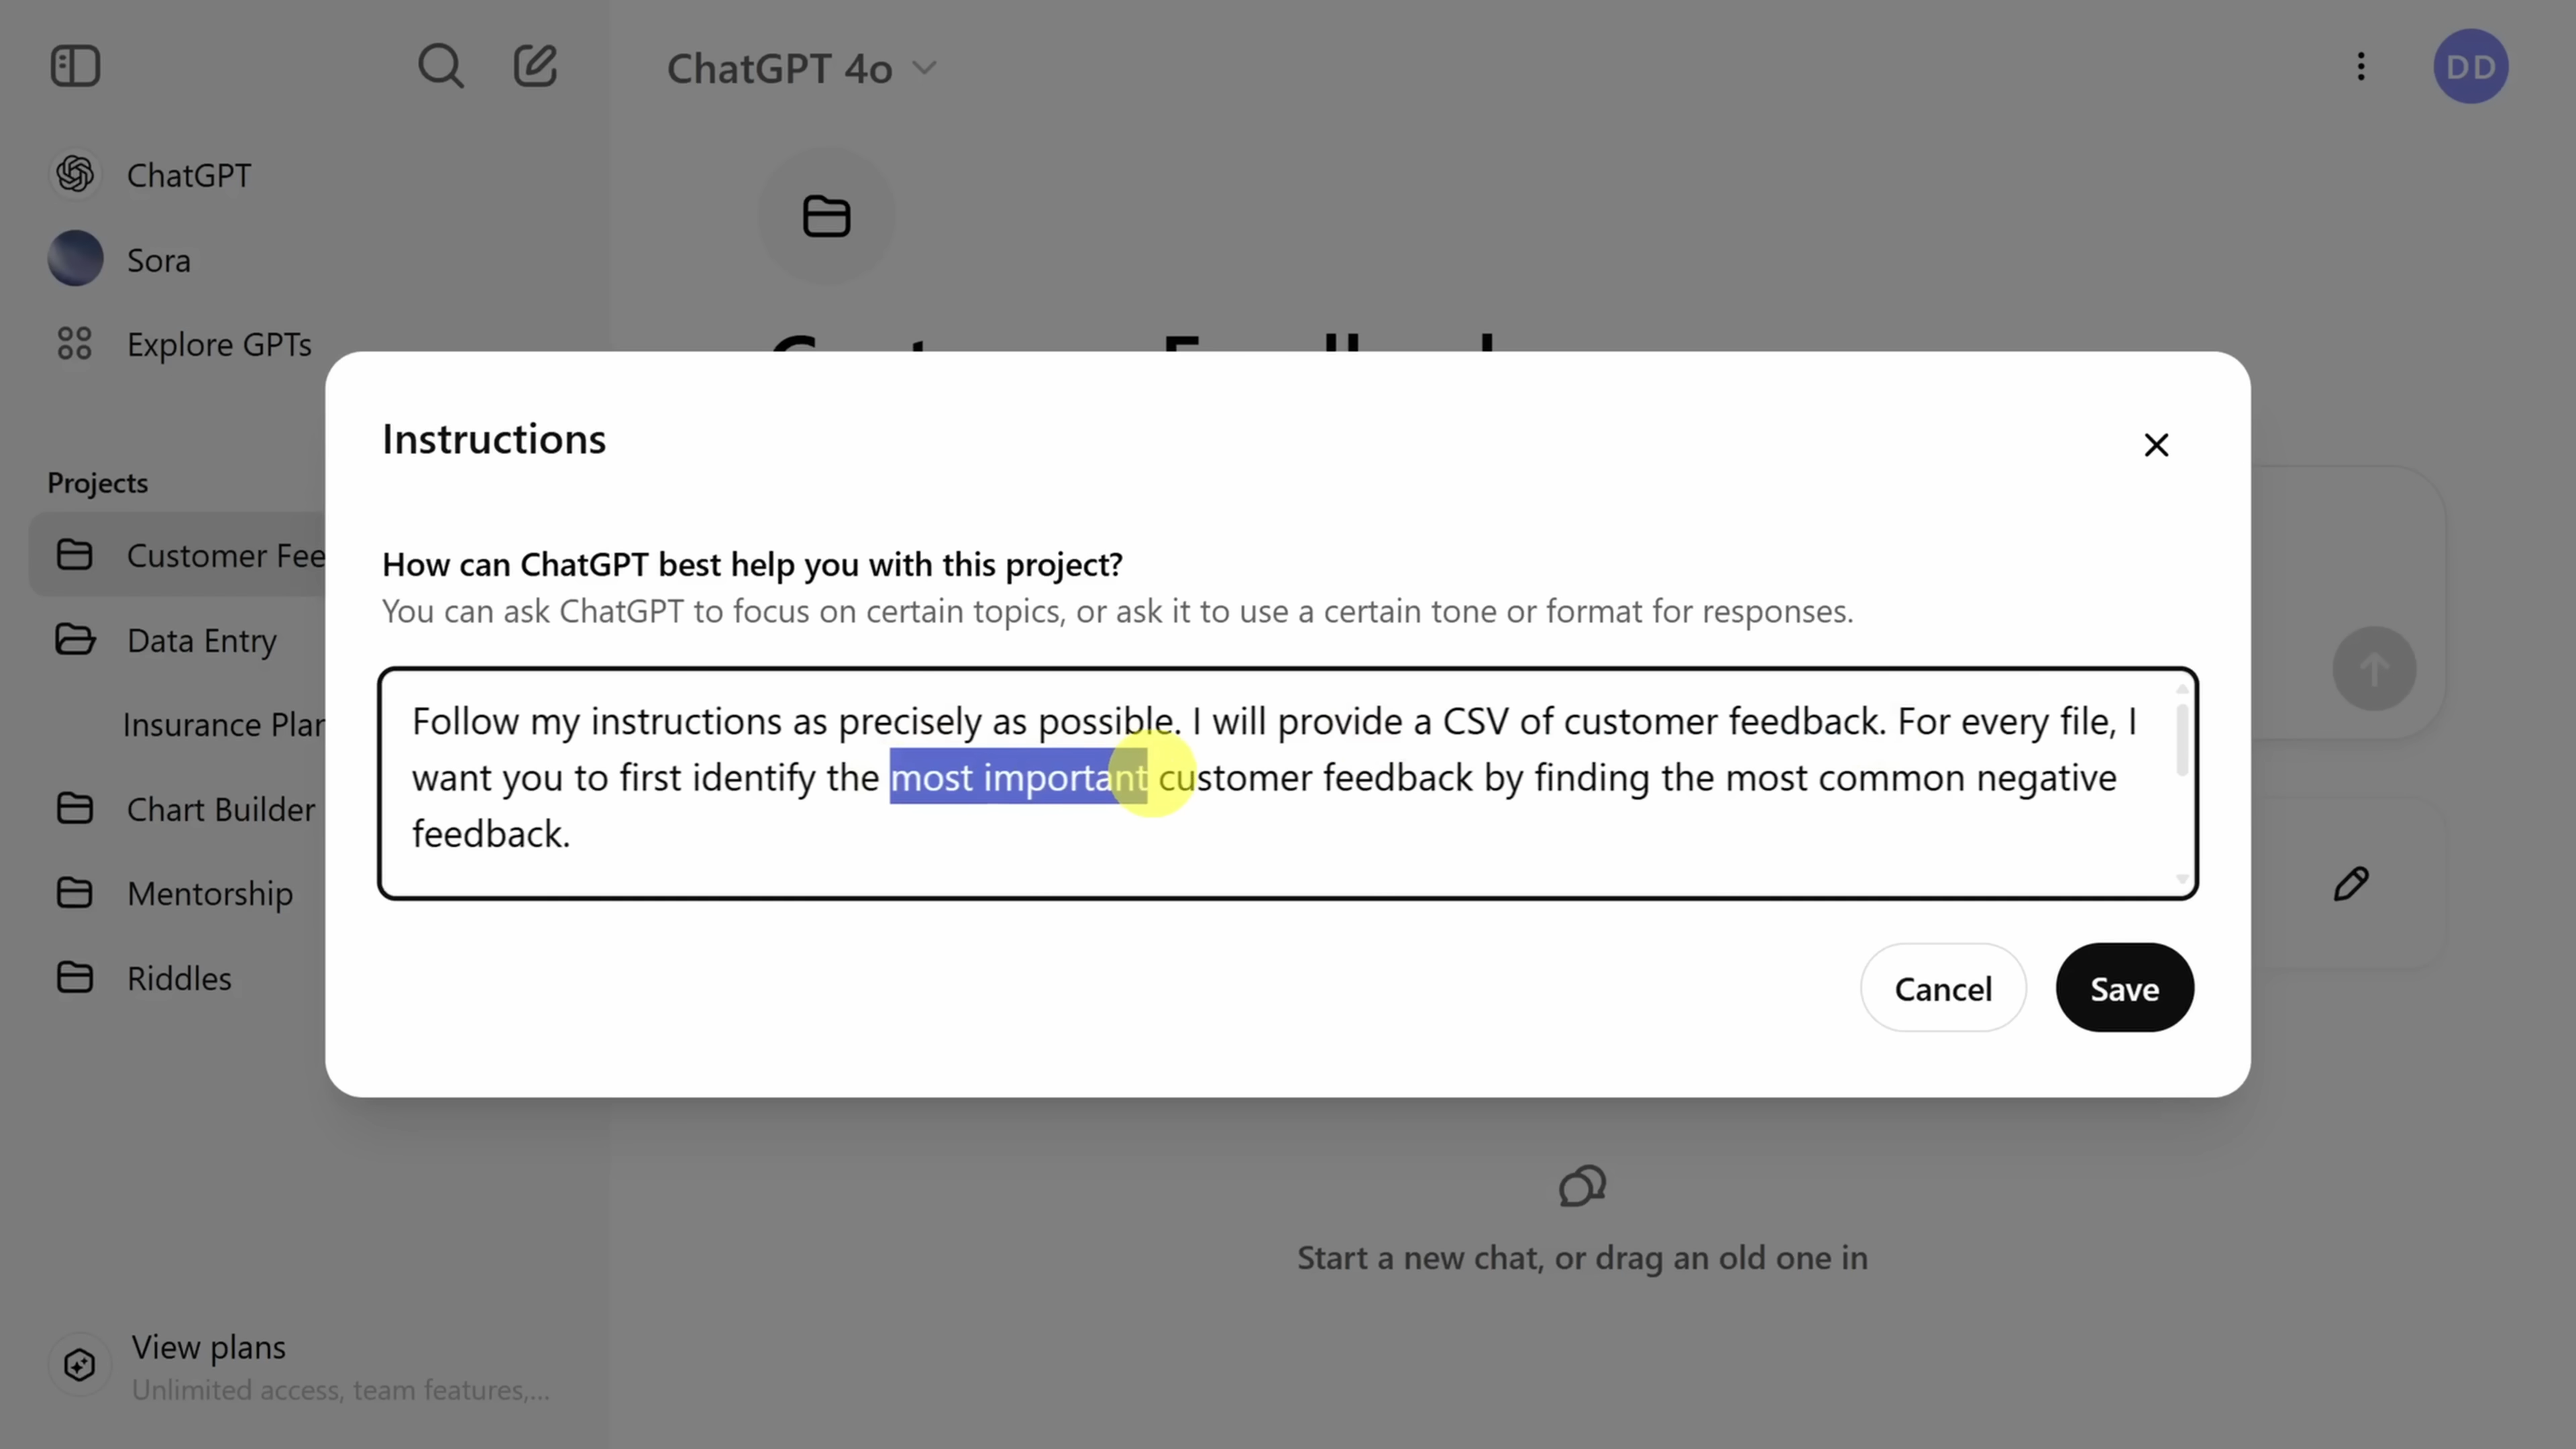 ChatGPT 4o
DD
ChatGPT
Sora
Explore GPTs
Projects
Customer Fee
Data Entry
Insurance Plan
Chart Builder
Mentorship
Riddles
View plans
Unlimited access, team features,...
Instructions
How can ChatGPT best help you with this project?
You can ask ChatGPT to focus on certain topics, or ask it to use a certain tone or format for responses.
Follow my instructions as precisely as possible. I will provide a CSV of customer feedback. For every file, I
want you to first identify the most important customer feedback by finding the most common negative
feedback.
Cancel
Save
Start a new chat, or drag an old one in